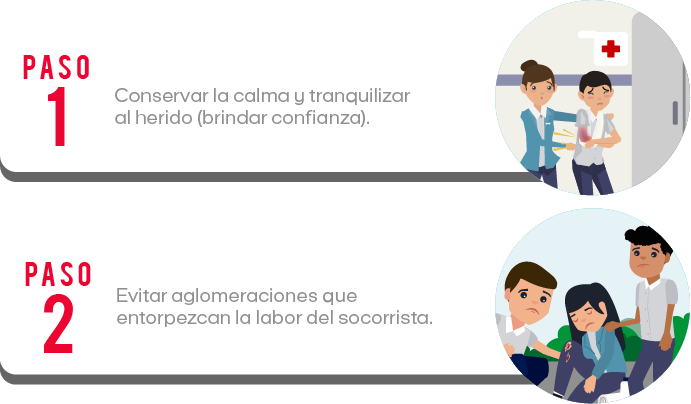 PASO
1
Conservar la calma y tranquilizar
al herido (brindar confianza).
PASO
2
Evitar aglomeraciones que
entorpezcan la labor del socorrista.